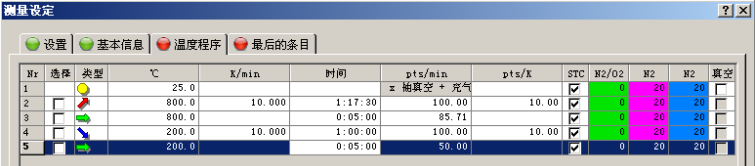 测量设定
设置 基本信息 温度程序 最后的条目
Nr 选择 类型 ℃ K/min 时间 pts/min pts/K STC N2/O2 N2 N2 真空
1 25.0 抽真空 + 充气 0 20 20
2 800.0 10.000 1:17:30 100.00 10.00 0 20 20
3 800.0 0:05:00 85.71 0 20 20
4 200.0 10.000 1:00:00 100.00 10.00 0 20 20
5 200.0 0:05:00 50.00 0 20 20